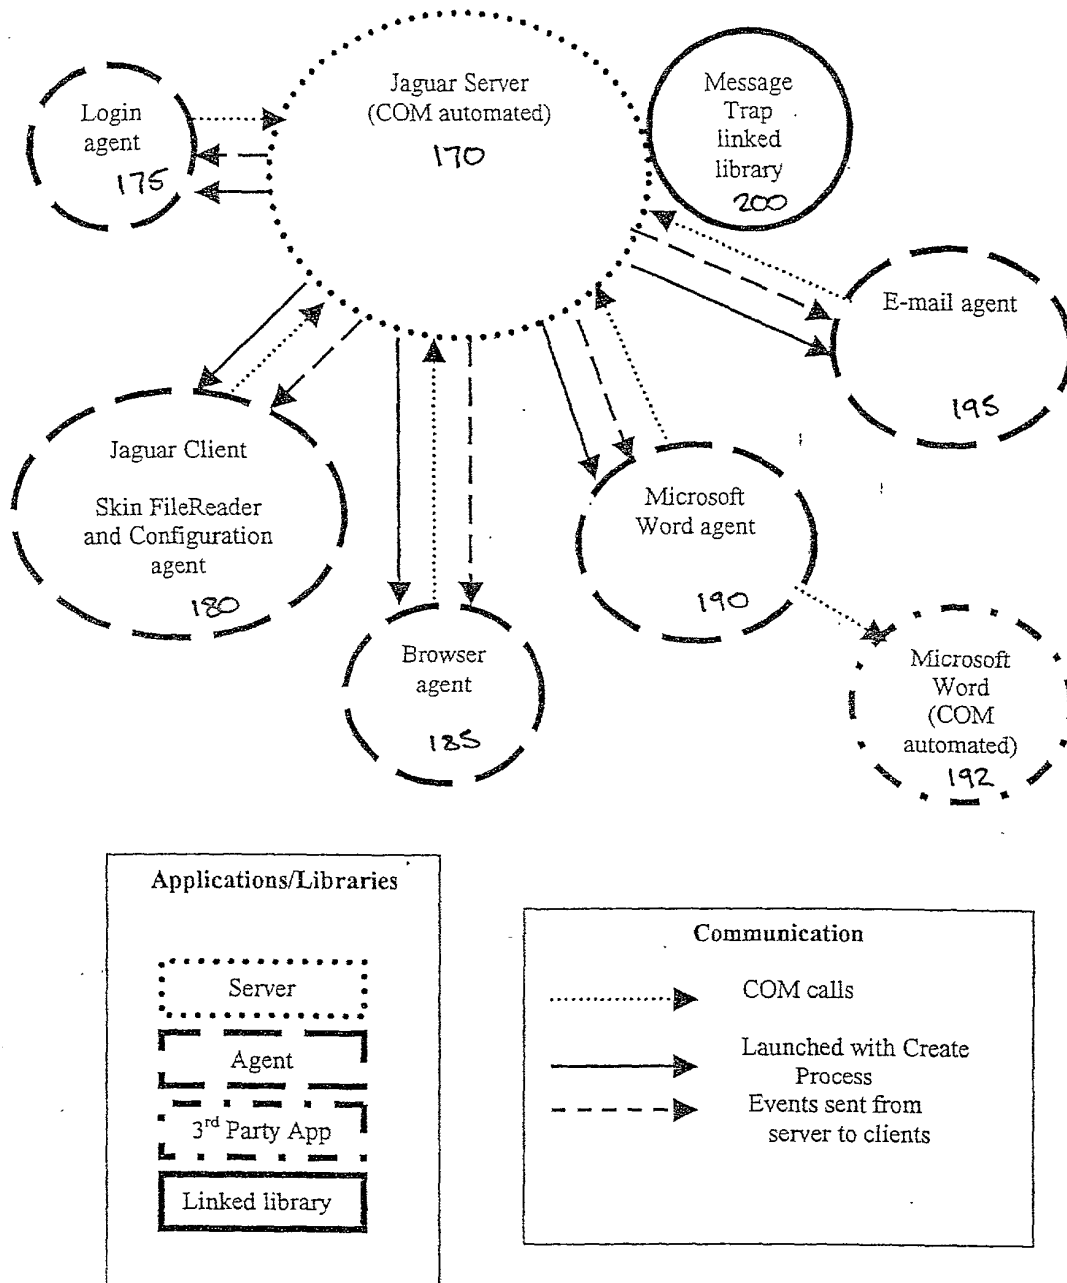 Jaguar Server
(COM automated)
170
Message
Trap
linked
library
200
Login
agent
175
E-mail agent
195
Jaguar Client
Skin FileReader
and Configuration
agent
180
Microsoft
Word agent
190
Browser
agent
185
Microsoft
Word
(COM
automated)
192
Applications/Libraries
Server
Agent
3rd Party App
Linked library
Communication
COM calls
Launched with Create
Process
Events sent from
server to clients